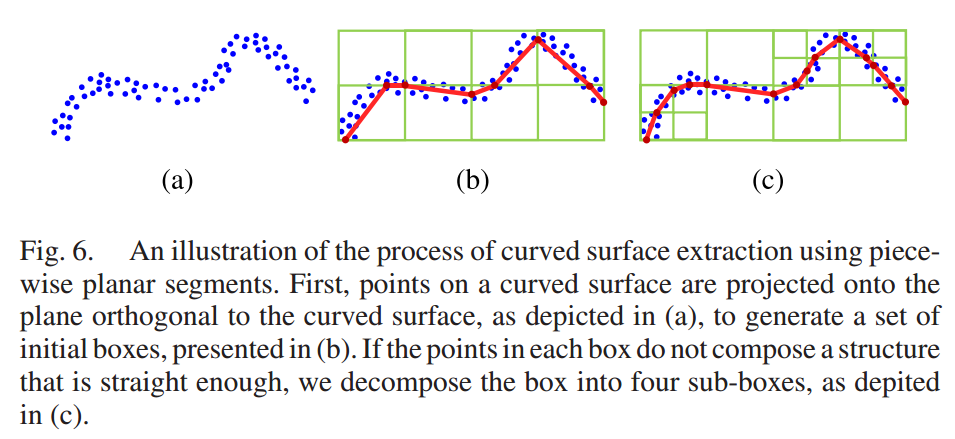 (a)
(b)
(c)
Fig. 6. An illustration of the process of curved surface extraction using piece-
wise planar segments. First, points on a curved surface are projected onto the
plane orthogonal to the curved surface, as depicted in (a), to generate a set of
initial boxes, presented in (b). If the points in each box do not compose a structure
that is straight enough, we decompose the box into four sub-boxes, as depited
in (c).